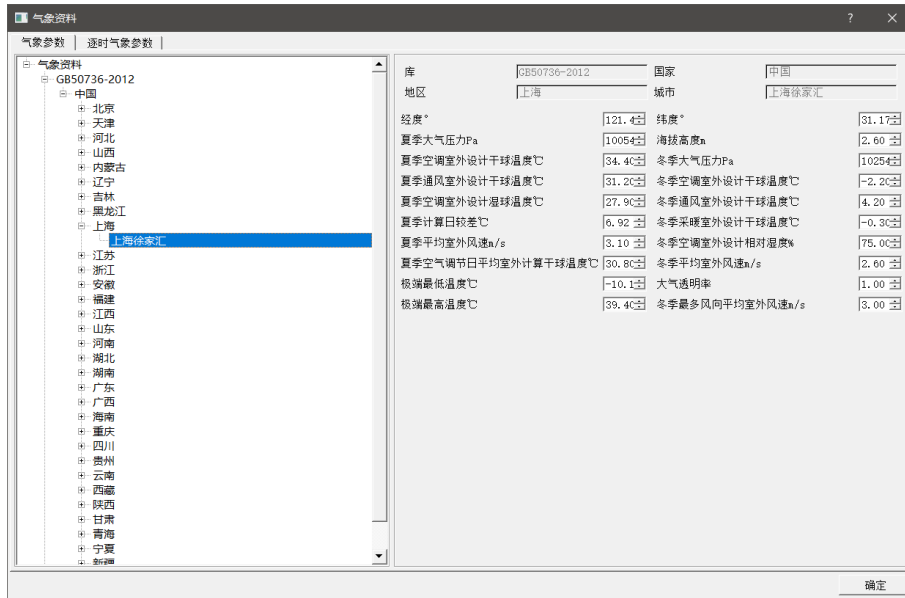 气象资料 ? ×
气象参数 逐时气象参数
气象资料
GB50736-2012
中国
北京
天津
河北
山西
内蒙古
辽宁
吉林
黑龙江
上海
上海徐家汇
江苏
浙江
安徽
福建
江西
山东
河南
湖北
湖南
广东
广西
海南
重庆
四川
贵州
云南
西藏
陕西
甘肃
青海
宁夏
新疆
库 GB50736-2012 国家 中国
地区 上海 城市 上海徐家汇
经度° 121.4 纬度° 31.17
夏季大气压力Pa 10054 海拔高度m 2.60
夏季空调室外设计干球温度℃ 34.40 冬季大气压力Pa 10254
夏季通风室外设计干球温度℃ 31.20 冬季空调室外设计干球温度℃ -2.20
夏季空调室外设计湿球温度℃ 27.90 冬季通风室外设计干球温度℃ 4.20
夏季计算日较差℃ 6.92 冬季采暖室外设计干球温度℃ -0.30
夏季平均室外风速m/s 3.10 冬季空调室外设计相对湿度% 75.00
夏季空气调节日平均室外计算干球温度℃ 30.80 冬季平均室外风速m/s 2.60
极端最低温度℃ -10.1 大气透明率 1.00
极端最高温度℃ 39.40 冬季最多风向平均室外风速m/s 3.00
确定